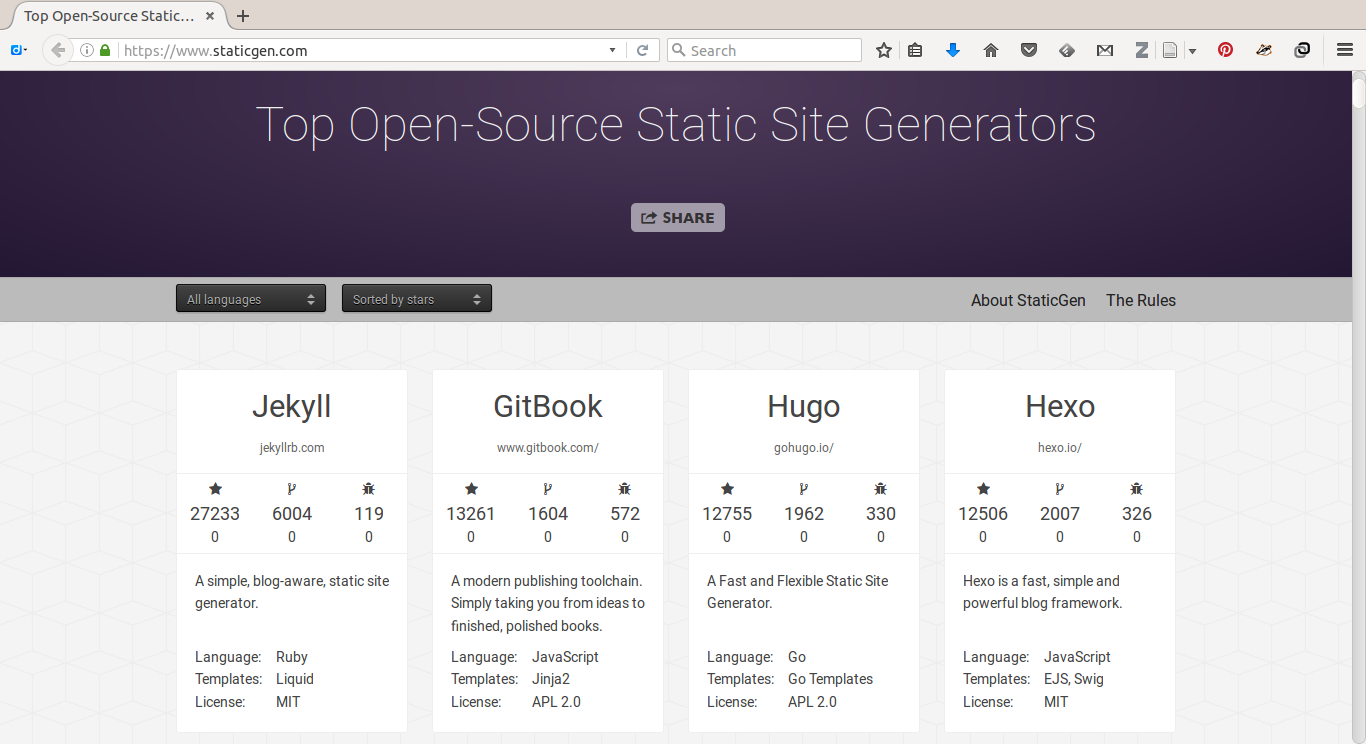 Top Open-Source Static...
https://www.staticgen.com
Search
Top Open-Source Static Site Generators
SHARE
All languages
Sorted by stars
About StaticGen
The Rules
Jekyll
jekyllrb.com
27233 6004 119
0 0 0
A simple, blog-aware, static site
generator.
Language: Ruby
Templates: Liquid
License: MIT
GitBook
www.gitbook.com/
13261 1604 572
0 0 0
A modern publishing toolchain.
Simply taking you from ideas to
finished, polished books.
Language: JavaScript
Templates: Jinja2
License: APL 2.0
Hugo
gohugo.io/
12755 1962 330
0 0 0
A Fast and Flexible Static Site
Generator.
Language: Go
Templates: Go Templates
License: APL 2.0
Hexo
hexo.io/
12506 2007 326
0 0 0
Hexo is a fast, simple and
powerful blog framework.
Language: JavaScript
Templates: EJS, Swig
License: MIT